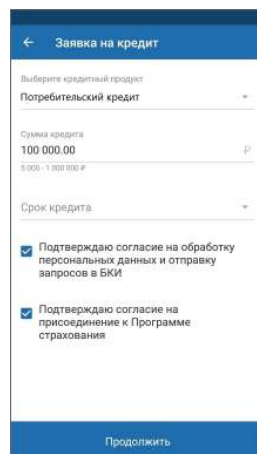 Заявка на кредит
Выберите кредитный продукт
Потребительский кредит
Сумма кредита
100 000.00 ₽
5 000 - 1 000 000 ₽
Срок кредита
Подтверждаю согласие на обработку
персональных данных и отправку
запросов в БКИ
Подтверждаю согласие на
присоединение к Программе
страхования
Продолжить